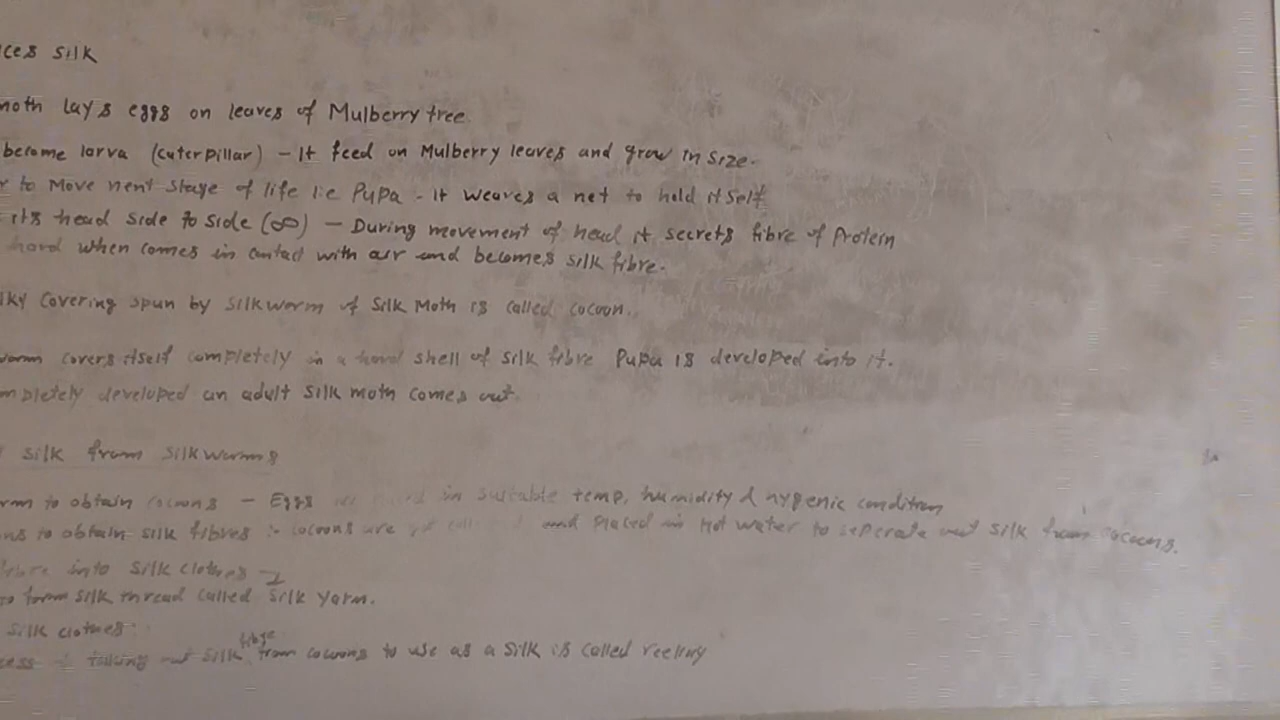 ces silk
moth lays eggs on leaves of Mulberry tree
become larva (caterpillar) - It feed on Mulberry leaves and grow in size.
r to Move next stage of life i.e Pupa - It weaves a net to hold itself
its head side to side (∞) - During movement of head it secrets fibre of Protein
hard when comes in contact with air and becomes silk fibre.
lky Covering spun by silkworm of Silk Moth is called cocoon.
worm covers itself completely in a hard shell of silk fibre Pupa is developed into it.
mpletely developed an adult silk moth comes out.
silk from silkworms
rm to obtain cocoons - Eggs in suitable temp, humidity & hygenic condition
ns to obtain silk fibres :- cocoons are and placed in Hot water to seperate out silk from cocoons.
fibre into silk clothes
to form silk thread called silk yarn.
silk clothes:
cess of taking out silk fibre from cocoons to use as a silk is called reeling